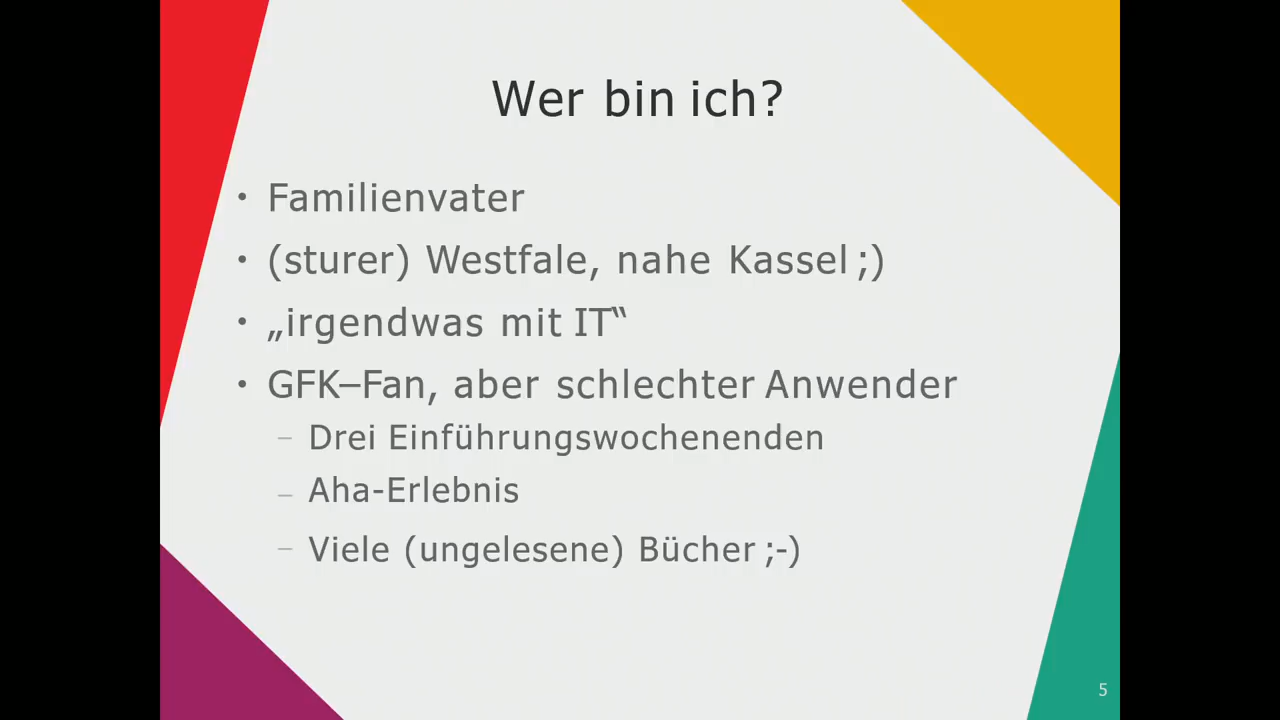 Wer bin ich?
• Familienvater
• (sturer) Westfale, nahe Kassel ;)
• „irgendwas mit IT“
• GFK–Fan, aber schlechter Anwender
– Drei Einführungswochenenden
– Aha-Erlebnis
– Viele (ungelesene) Bücher ;-)
5